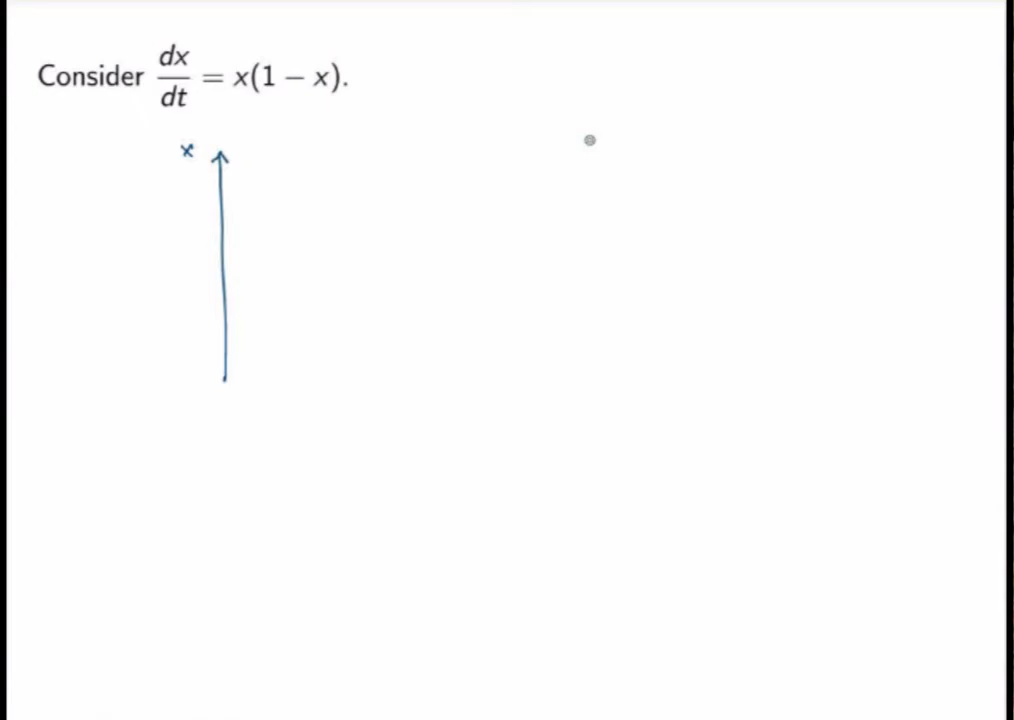 Consider dx/dt = x(1 − x).
x